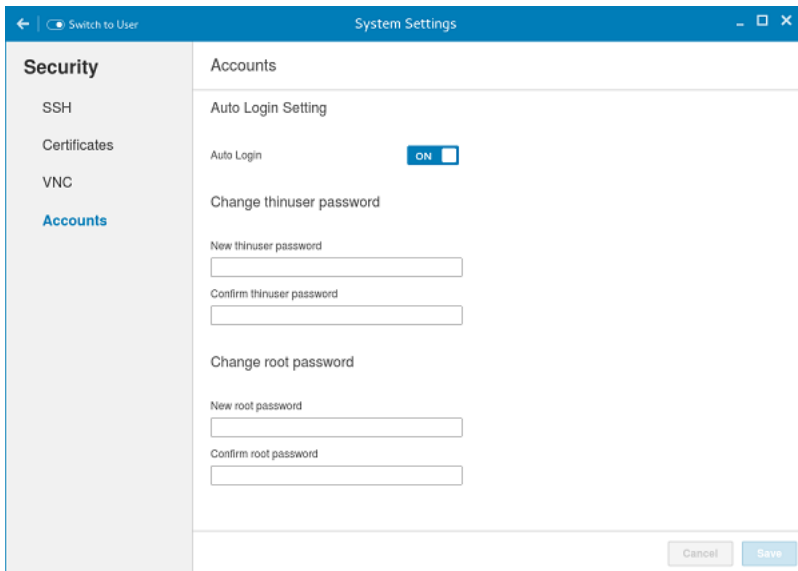 Switch to User
System Settings
Security
SSH
Certificates
VNC
Accounts
Accounts
Auto Login Setting
Auto Login
ON
Change thinuser password
New thinuser password
Confirm thinuser password
Change root password
New root password
Confirm root password
Cancel
Save